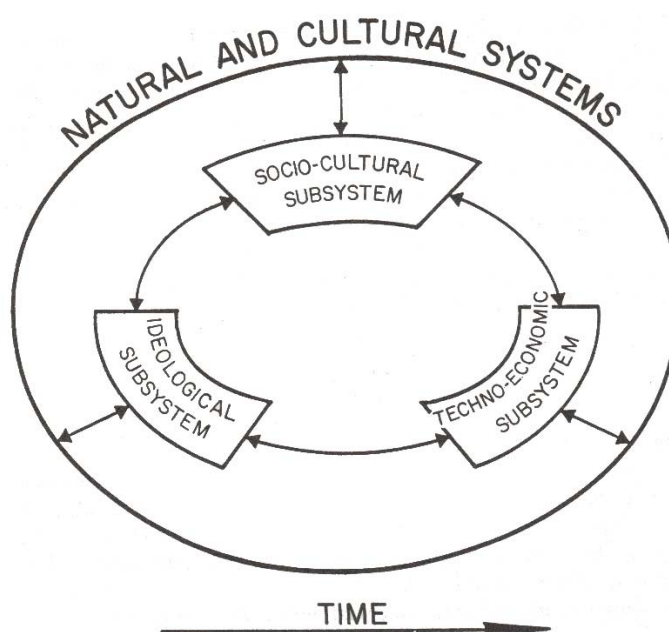 NATURAL AND CULTURAL SYSTEMS
SOCIO-CULTURAL
SUBSYSTEM
IDEOLOGICAL
SUBSYSTEM
TECHNO-ECONOMIC
SUBSYSTEM
TIME